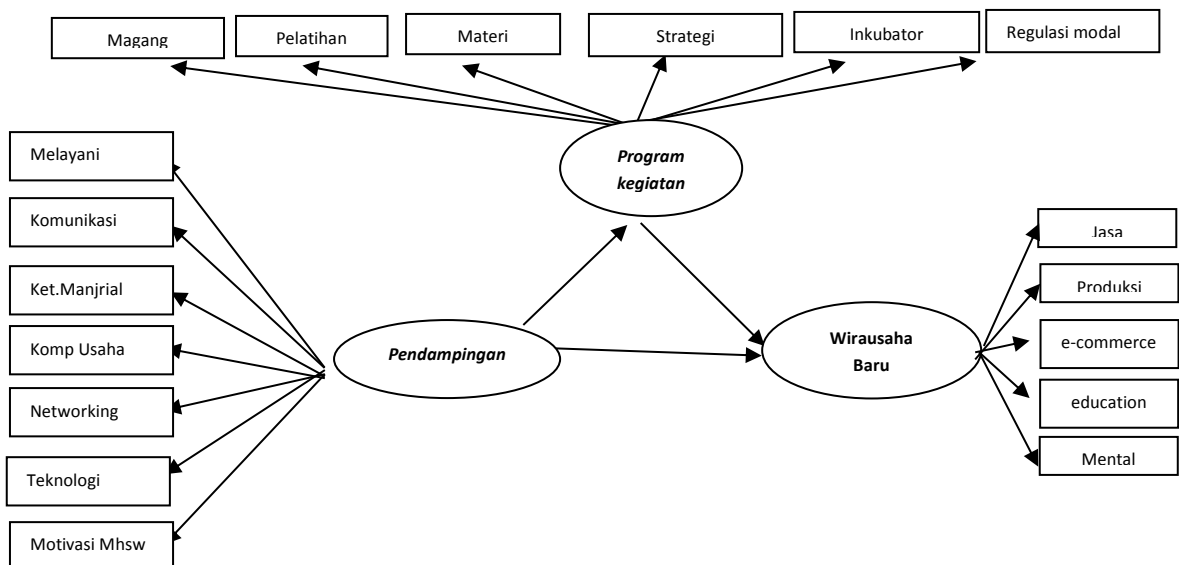 Magang
Pelatihan
Materi
Strategi
Inkubator
Regulasi modal
Program
kegiatan
Melayani
Komunikasi
Ket.Manjrial
Komp Usaha
Networking
Teknologi
Motivasi Mhsw
Pendampingan
Wirausaha
Baru
Jasa
Produksi
e-commerce
education
Mental